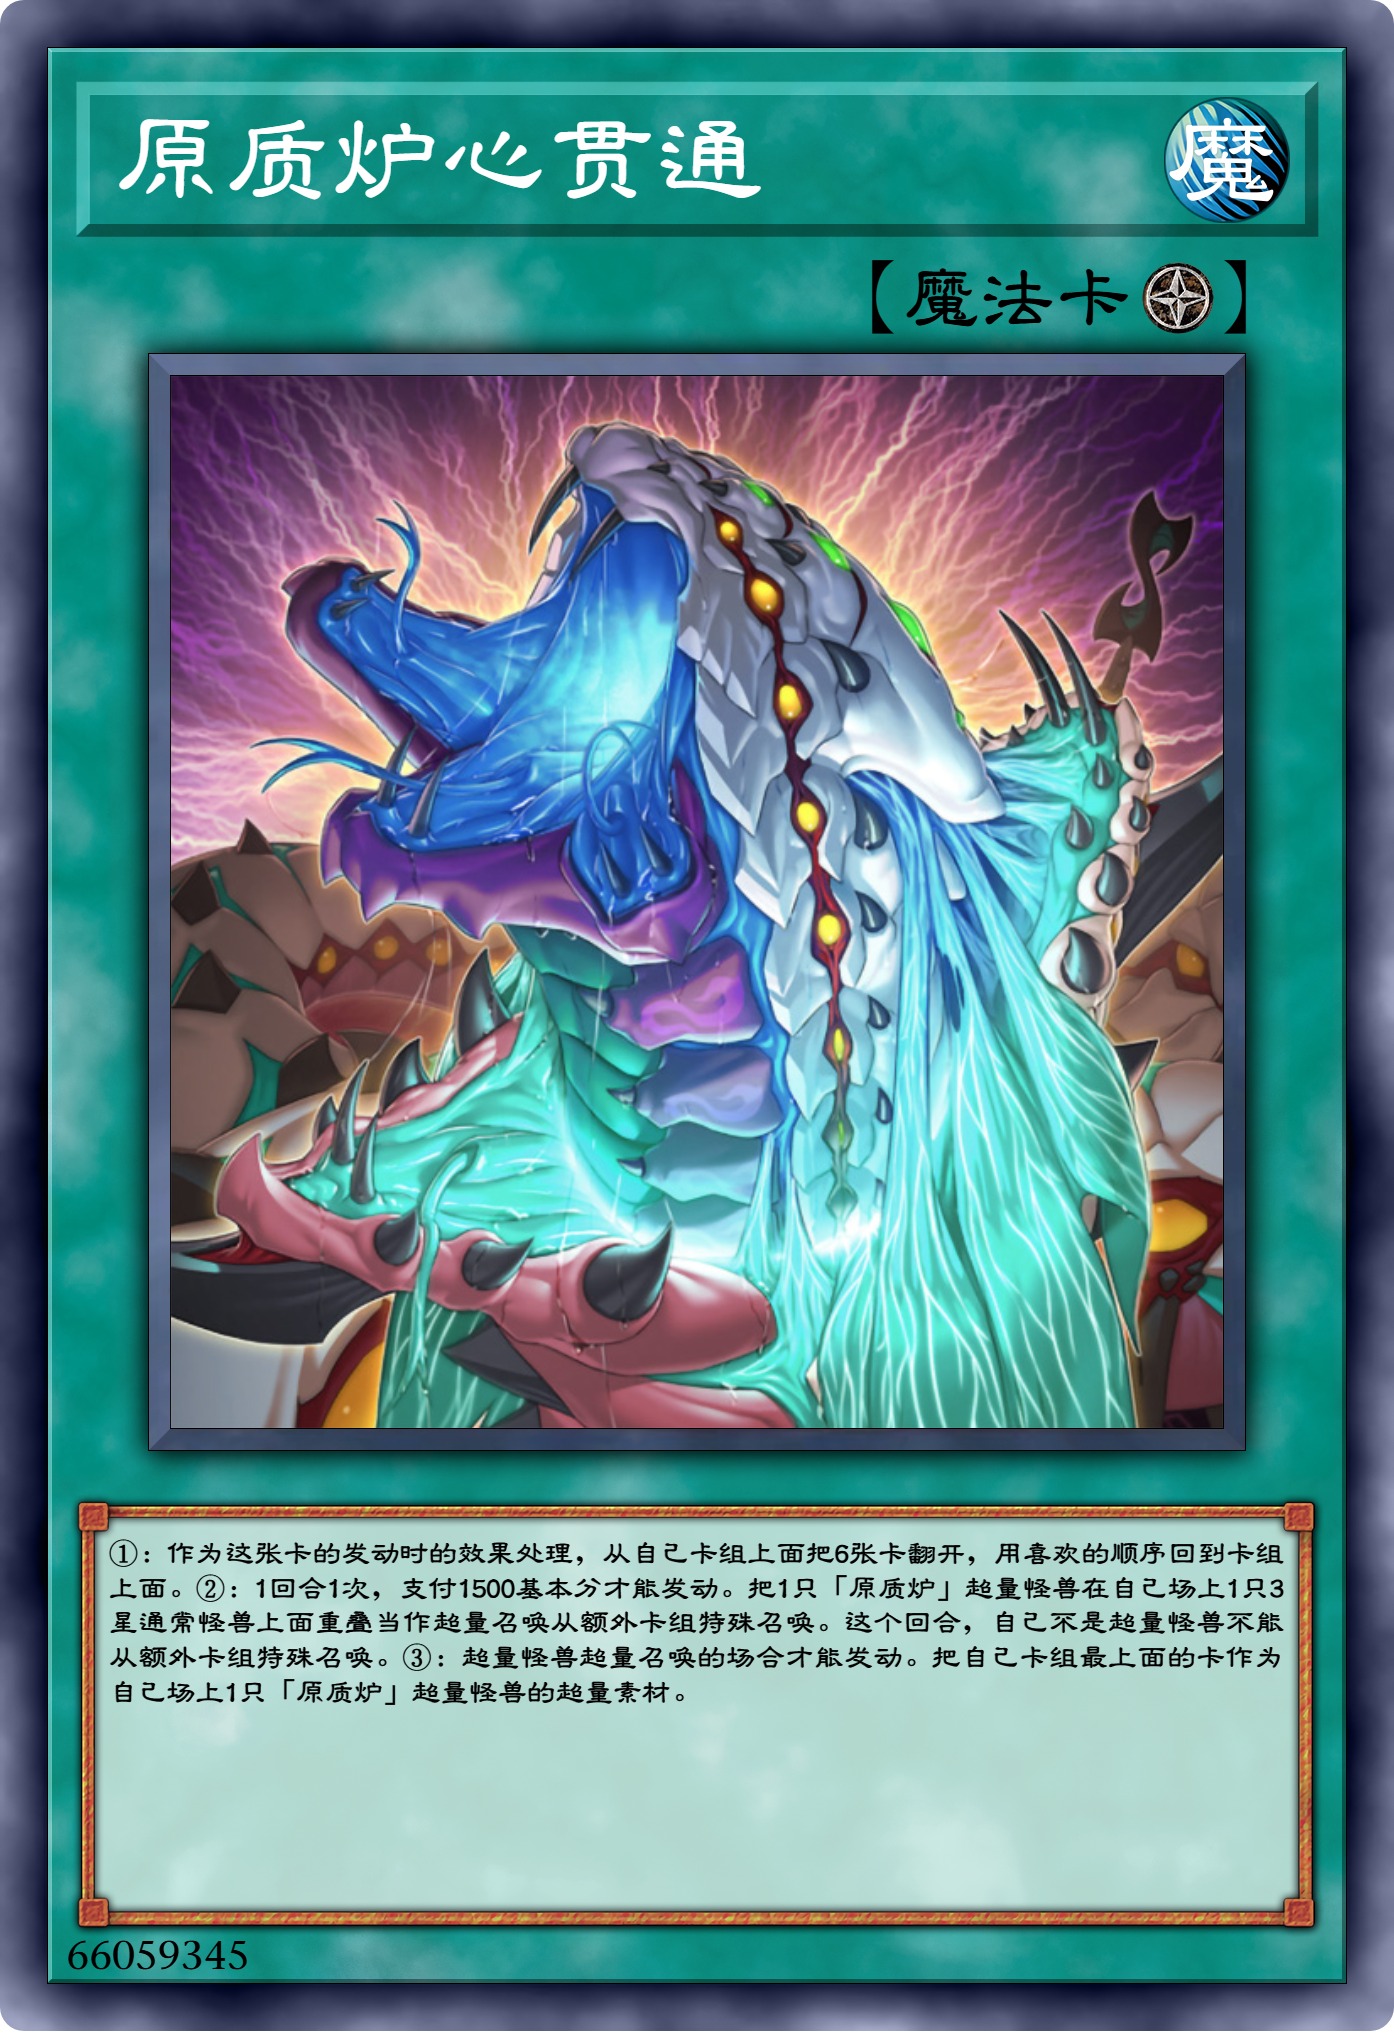 原质炉心贯通
魔
【魔法卡】
①：作为这张卡的发动时的效果处理，从自己卡组上面把6张卡翻开，用喜欢的顺序回到卡组
上面。②：1回合1次，支付1500基本分才能发动。把1只「原质炉」超量怪兽在自己场上1只3
星通常怪兽上面重叠当作超量召唤从额外卡组特殊召唤。这个回合，自己不是超量怪兽不能
从额外卡组特殊召唤。③：超量怪兽超量召唤的场合才能发动。把自己卡组最上面的卡作为
自己场上1只「原质炉」超量怪兽的超量素材。
66059345